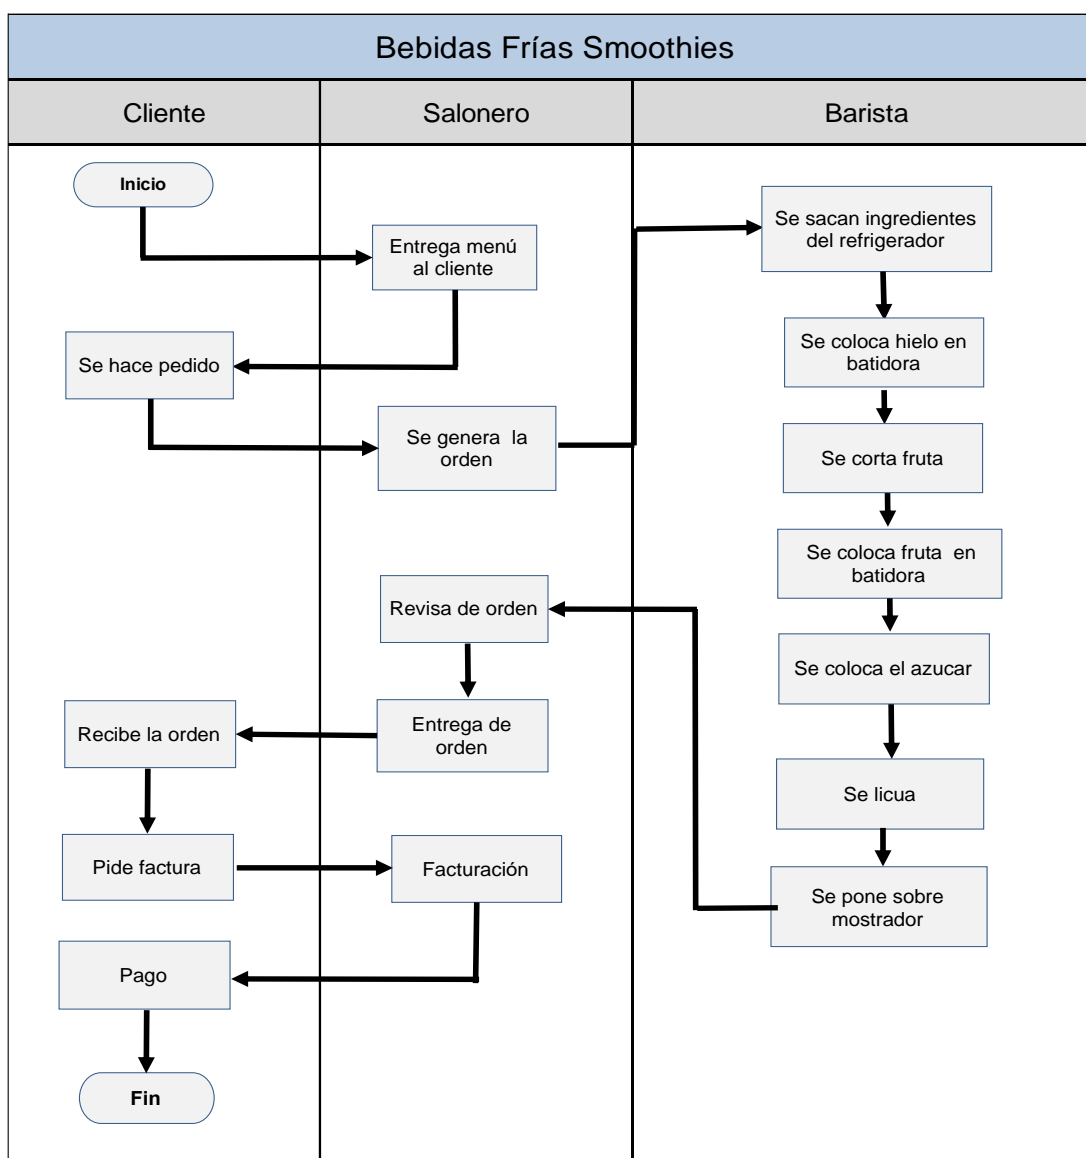 Bebidas Frías Smoothies
Cliente
Salonero
Barista
Inicio
Entrega menú
al cliente
Se hace pedido
Se genera  la
orden
Se sacan ingredientes
del refrigerador
Se coloca hielo en
batidora
Se corta fruta
Se coloca fruta  en
batidora
Se coloca el azucar
Se licua
Se pone sobre
mostrador
Revisa de orden
Entrega de
orden
Recibe la orden
Pide factura
Facturación
Pago
Fin